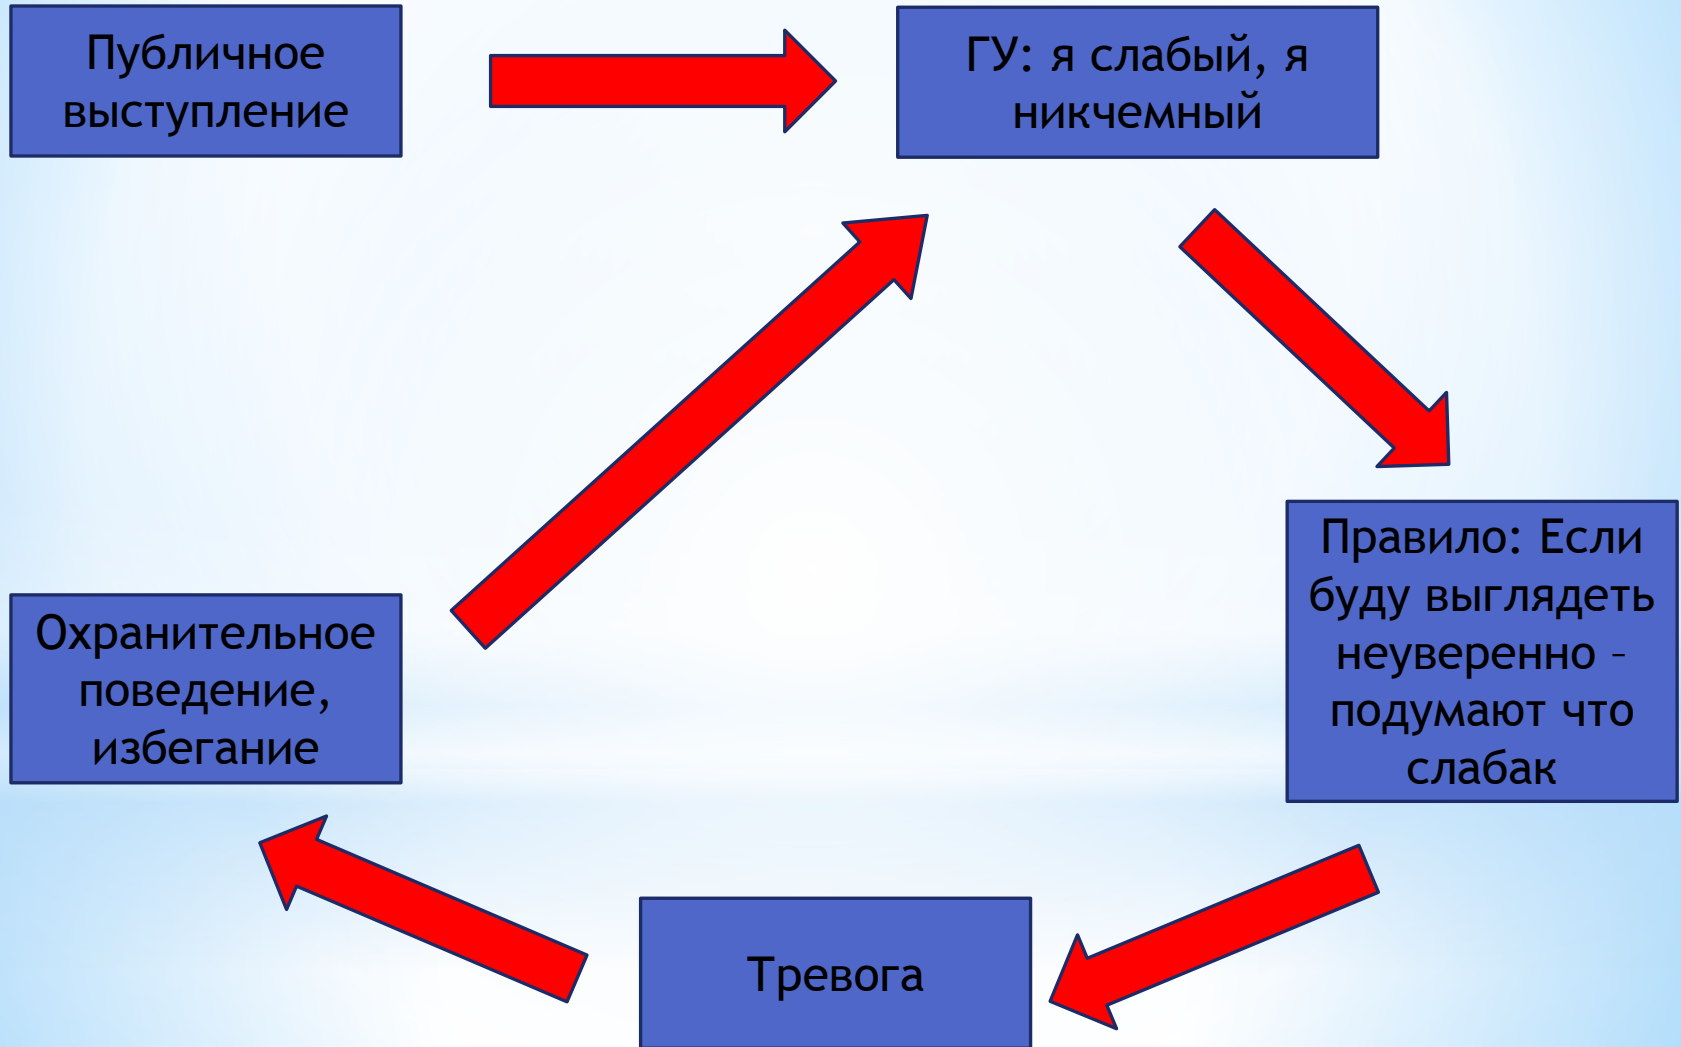 Публичное
выступление
ГУ: я слабый, я
никчемный
Правило: Если
буду выглядеть
неуверенно –
подумают что
слабак
Охранительное
поведение,
избегание
Тревога